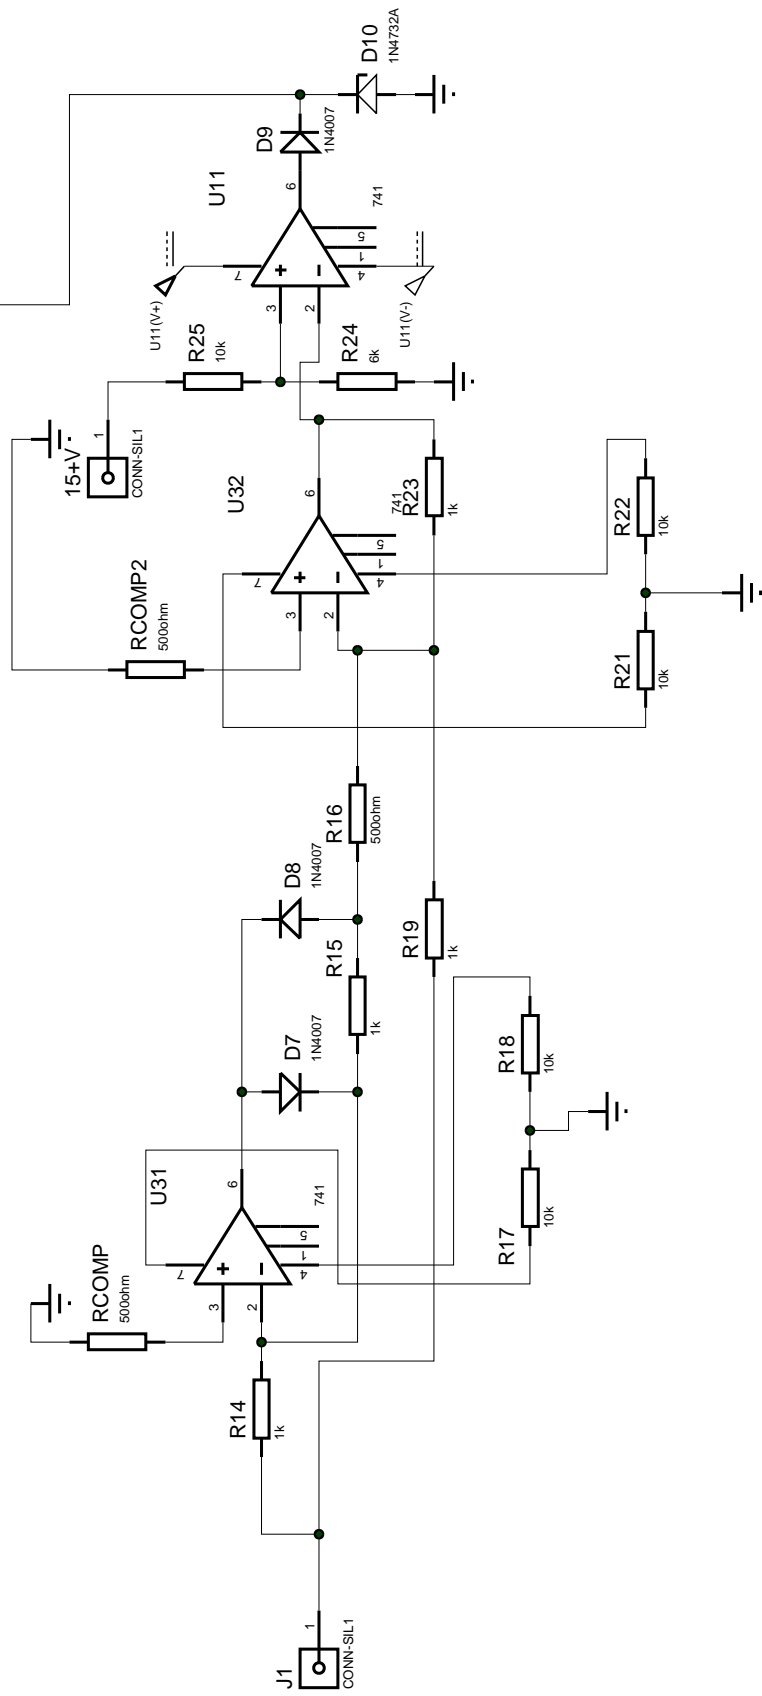 J1
1
CONN-SIL1
R14
1k
RCOMP
500ohm
U31
3
2
6
7
4
1
5
741
R17
10k
R18
10k
D7
1N4007
D8
1N4007
R15
1k
R16
500ohm
R19
1k
RCOMP2
500ohm
U32
3
2
6
7
4
1
5
741
R21
10k
R22
10k
R23
1k
15+V
1
CONN-SIL1
R25
10k
R24
6k
U11(V+)
U11(V-)
U11
3
2
6
7
4
1
5
741
D9
1N4007
D10
1N4732A